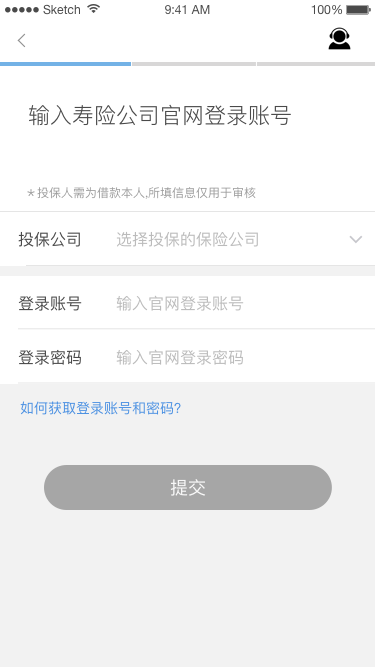 ●●●●● Sketch 9:41 AM 100%
输入寿险公司官网登录账号
*投保人需为借款本人,所填信息仅用于审核
投保公司 选择投保的保险公司
登录账号 输入官网登录账号
登录密码 输入官网登录密码
如何获取登录账号和密码?
提交